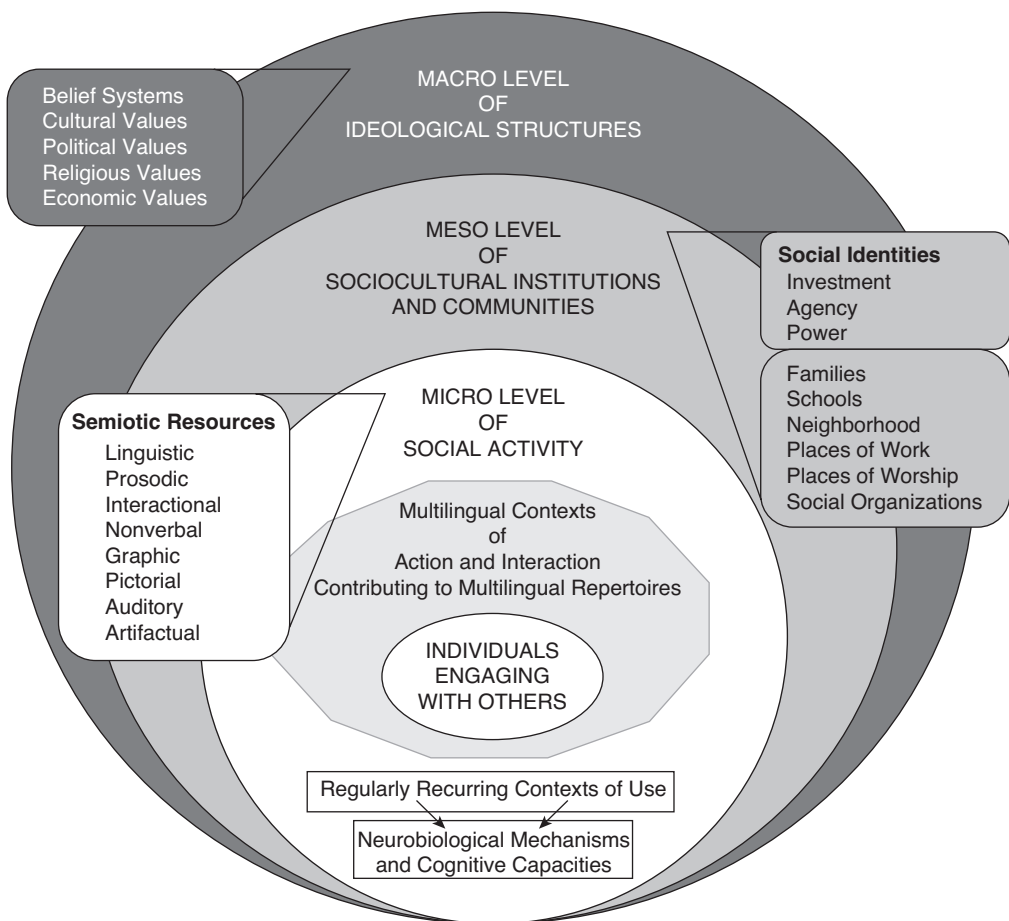 MACRO LEVEL
OF
IDEOLOGICAL STRUCTURES
Belief Systems
Cultural Values
Political Values
Religious Values
Economic Values
MESO LEVEL
OF
SOCIOCULTURAL INSTITUTIONS
AND COMMUNITIES
Social Identities
Investment
Agency
Power
Families
Schools
Neighborhood
Places of Work
Places of Worship
Social Organizations
MICRO LEVEL
OF
SOCIAL ACTIVITY
Semiotic Resources
Linguistic
Prosodic
Interactional
Nonverbal
Graphic
Pictorial
Auditory
Artifactual
Multilingual Contexts
of
Action and Interaction
Contributing to Multilingual Repertoires
INDIVIDUALS
ENGAGING
WITH OTHERS
Regularly Recurring Contexts of Use
Neurobiological Mechanisms
and Cognitive Capacities